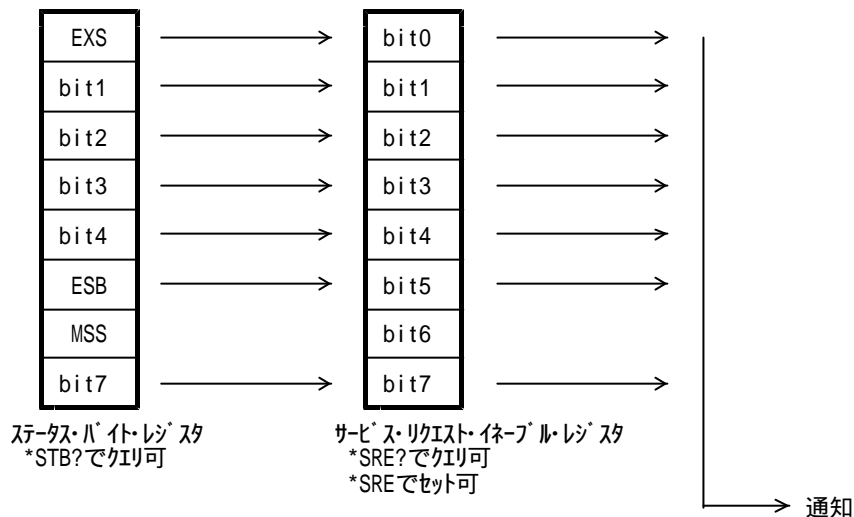 EXS bit0
bit1 bit1
bit2 bit2
bit3 bit3
bit4 bit4
ESB bit5
MSS bit6
bit7 bit7
ｽﾃｰﾀｽ･ﾊﾞｲﾄ･ﾚｼﾞｽﾀ
*STB?でｸｴﾘ可
ｻｰﾋﾞｽ･ﾘｸｴｽﾄ･ｲﾈｰﾌﾞﾙ･ﾚｼﾞｽﾀ
*SRE?でｸｴﾘ可
*SREでｾｯﾄ可
通知